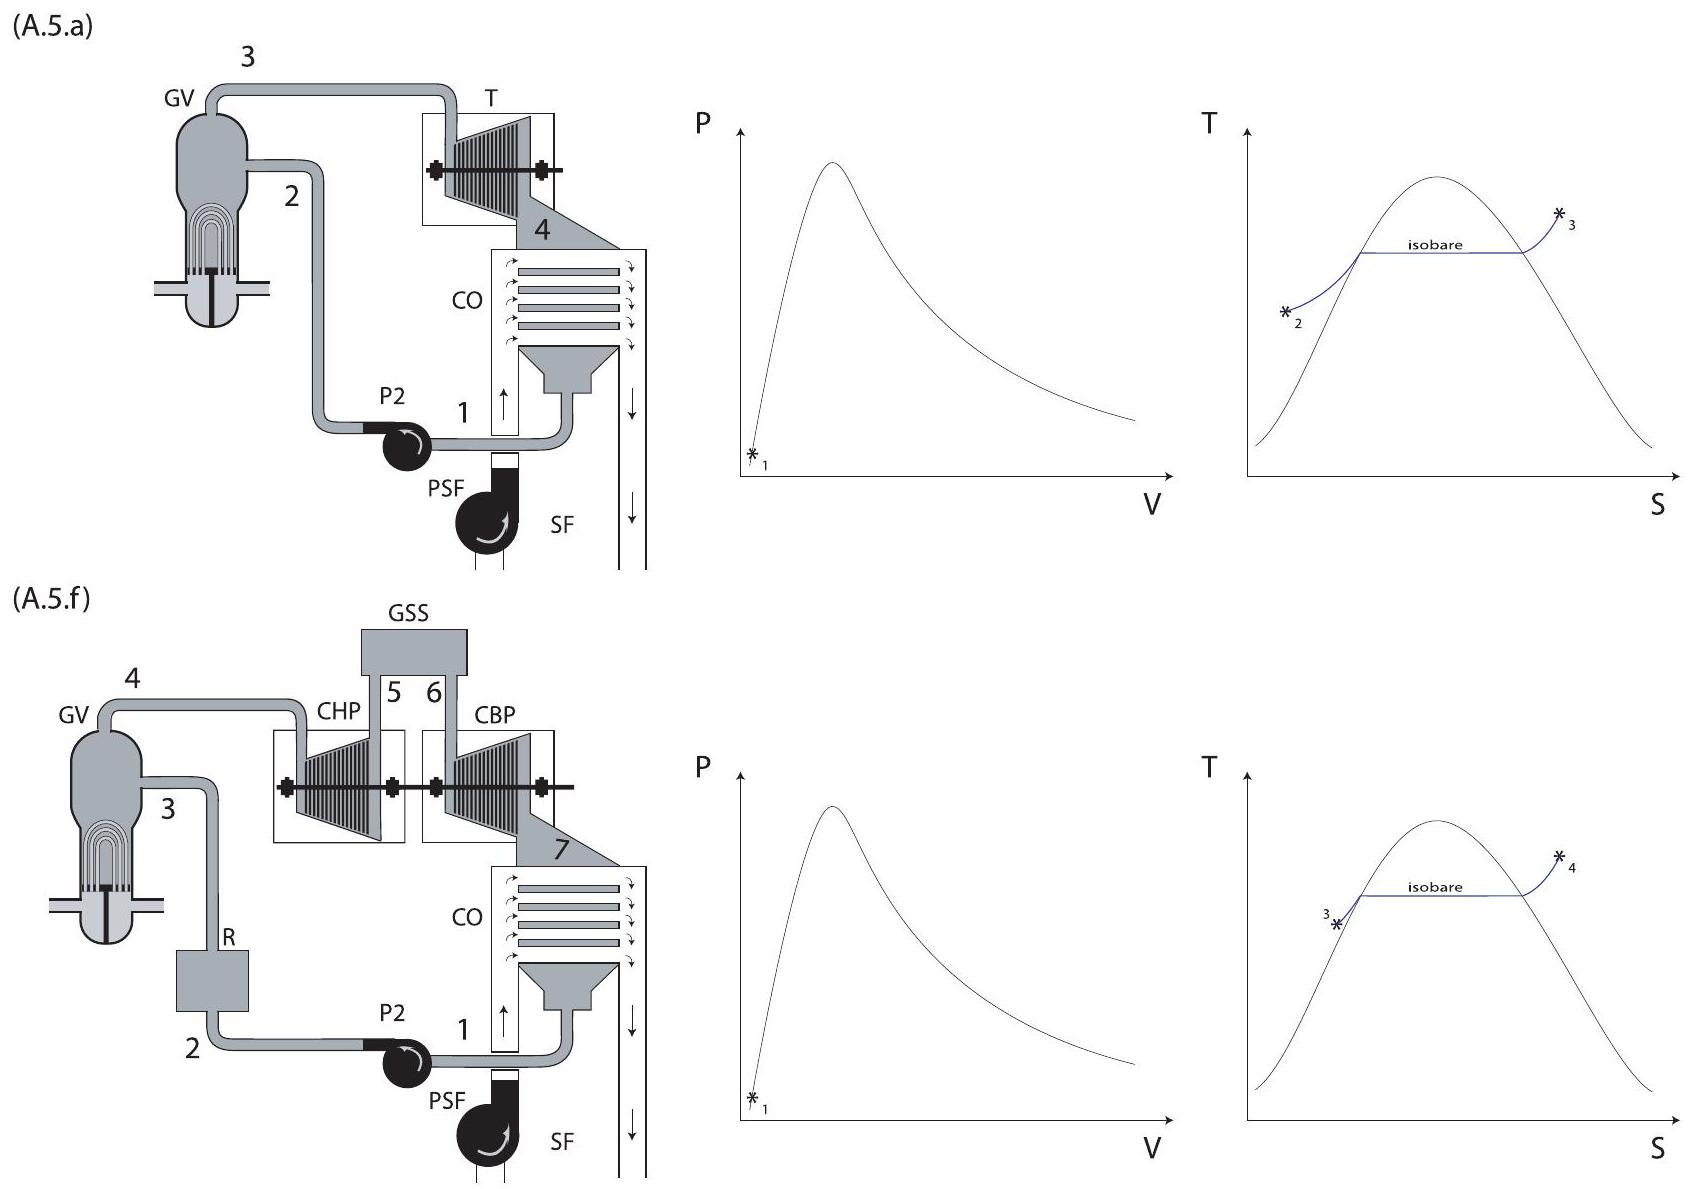 (A.5.a)
3
GV
T
2
4
CO
P2
1
PSF
SF
P
*1
V
T
isobare
*3
*2
S
(A.5.f)
GSS
4
5
6
GV
CHP
CBP
3
7
CO
R
P2
1
2
PSF
SF
P
*1
V
T
isobare
*4
3*
S